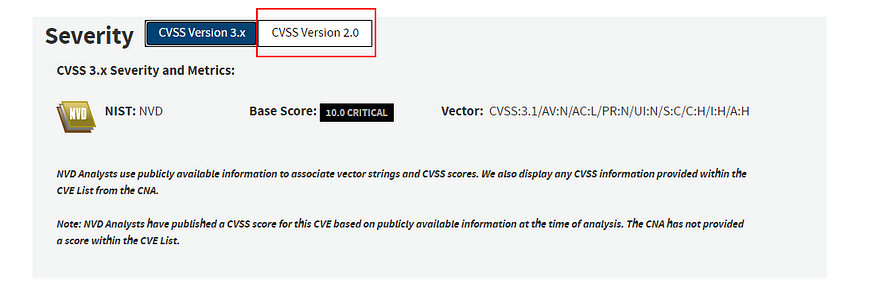 Severity CVSS Version 3.x CVSS Version 2.0
CVSS 3.x Severity and Metrics:
NVD NIST: NVD Base Score: 10.0 CRITICAL Vector: CVSS:3.1/AV:N/AC:L/PR:N/UI:N/S:C/C:H/I:H/A:H
NVD Analysts use publicly available information to associate vector strings and CVSS scores. We also display any CVSS information provided within the
CVE List from the CNA.
Note: NVD Analysts have published a CVSS score for this CVE based on publicly available information at the time of analysis. The CNA has not provided
a score within the CVE List.